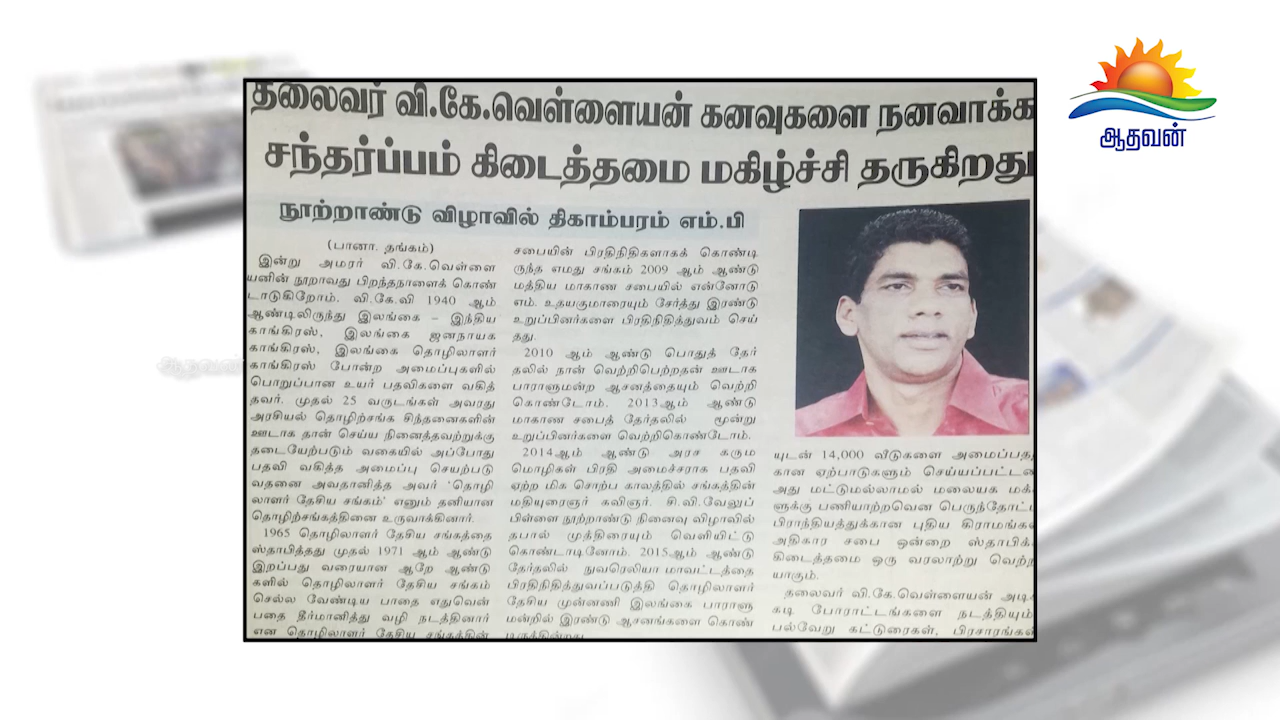 ஆதவன்
தலைவர் வி.கே.வெள்ளையன் கனவுகளை நனவாக்க
சந்தர்ப்பம் கிடைத்தமை மகிழ்ச்சி தருகிறது
நூற்றாண்டு விழாவில் திகாம்பரம் எம்.பி
(பானா. தங்கம்)
இன்று அமரர் வி.கே.வெள்ளை
யனின் நூறாவது பிறந்தநாளைக் கொண்
டாடுகிறோம். வி.கே.வி 1940 ஆம்
ஆண்டிலிருந்து இலங்கை – இந்திய
காங்கிரஸ், இலங்கை ஜனநாயக
காங்கிரஸ், இலங்கை தொழிலாளர்
காங்கிரஸ் போன்ற அமைப்புகளில்
பொறுப்பான உயர் பதவிகளை வகித்
தவர். முதல் 25 வருடங்கள் அவரது
அரசியல் தொழிற்சங்க சிந்தனைகளின்
ஊடாக தான் செய்ய நினைத்தவற்றுக்கு
தடையேற்படும் வகையில் அப்போது
பதவி வகித்த அமைப்பு செயற்படு
வதனை அவதானித்த அவர் 'தொழி
லாளர் தேசிய சங்கம்' எனும் தனியான
தொழிற்சங்கத்தினை உருவாக்கினார்.
1965 தொழிலாளர் தேசிய சங்கத்தை
ஸ்தாபித்தது முதல் 1971 ஆம் ஆண்டு
இறப்பது வரையான ஆறே ஆண்டு
களில் தொழிலாளர் தேசிய சங்கம்
செல்ல வேண்டிய பாதை எதுவென்
பதை தீர்மானித்து வழி நடத்தினார்
என தொழிலாளர் தேசிய சங்கத்தின்
சபையின் பிரதிநிதிகளாகக் கொண்டி
ருந்த எமது சங்கம் 2009 ஆம் ஆண்டு
மத்திய மாகாண சபையில் என்னோடு
எம். உதயகுமாரையும் சேர்த்து இரண்டு
உறுப்பினர்களை பிரதிநிதித்துவம் செய்
தது.
2010 ஆம் ஆண்டு பொதுத் தேர்
தலில் நான் வெற்றிபெற்றதன் ஊடாக
பாராளுமன்ற ஆசனத்தையும் வெற்றி
கொண்டோம். 2013ஆம் ஆண்டு
மாகாண சபைத் தேர்தலில் மூன்று
உறுப்பினர்களை வெற்றிகொண்டோம்.
2014ஆம் ஆண்டு அரச கரும
மொழிகள் பிரதி அமைச்சராக பதவி
ஏற்ற மிக சொற்ப காலத்தில் சங்கத்தின்
மதியுரைஞர் கவிஞர். சி.வி.வேலுப்
பிள்ளை நூற்றாண்டு நினைவு விழாவில்
தபால் முத்திரையும் வெளியிட்டு
கொண்டாடினோம். 2015ஆம் ஆண்டு
தேர்தலில் நுவரெலியா மாவட்டத்தை
பிரதிநிதித்துவப்படுத்தி தொழிலாளர்
தேசிய முன்னணி இலங்கை பாராளு
மன்றில் இரண்டு ஆசனங்களை கொண்
டிருக்கின்றது.
யுடன் 14,000 வீடுகளை அமைப்பதற்
கான ஏற்பாடுகளும் செய்யப்பட்டன
அது மட்டுமல்லாமல் மலையக மக்
ளுக்கு பணியாற்றவென பெருந்தோட்ட
பிராந்தியத்துக்கான புதிய கிராமங்க
அதிகார சபை ஒன்றை ஸ்தாபிக்க
கிடைத்தமை ஒரு வரலாற்று வெற்றி
யாகும்.
தலைவர் வி.கே.வெள்ளையன் அடிக்
கடி போராட்டங்களை நடத்தியும்
பல்வேறு கட்டுரைகள், பிரசாரங்கள்
ஆதவன்